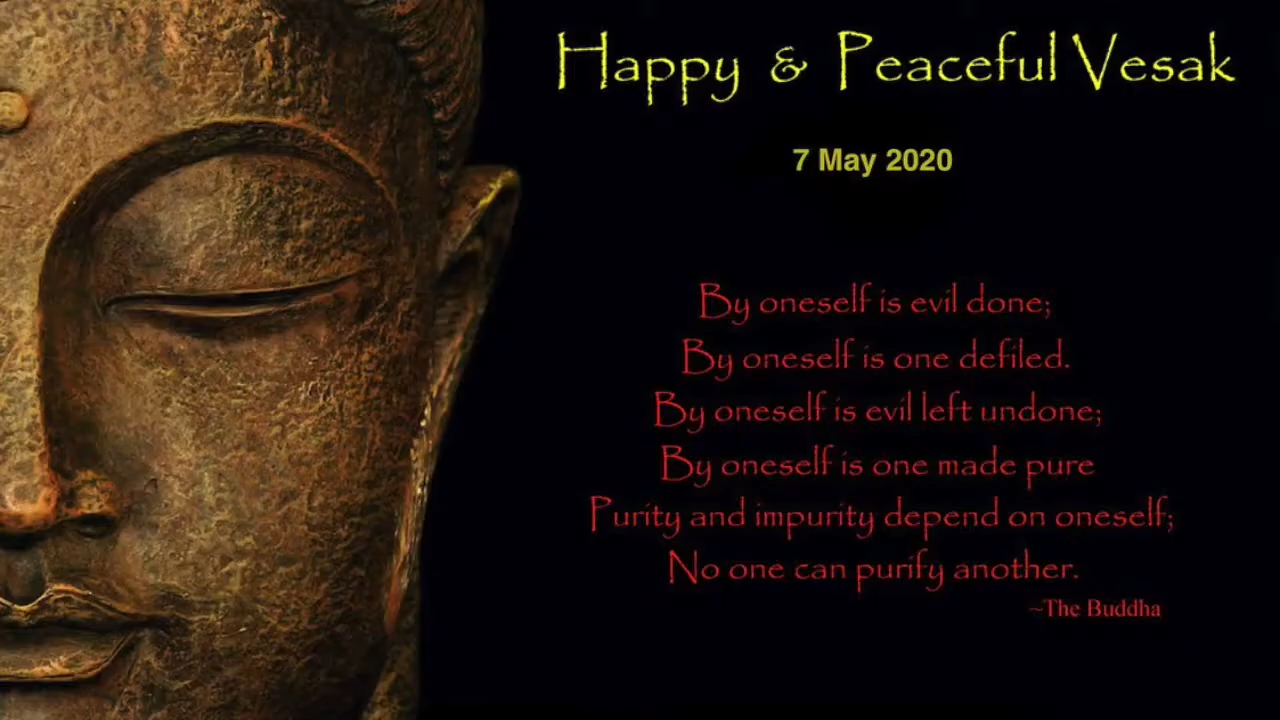 Happy & Peaceful Vesak
7 May 2020
By oneself is evil done;
By oneself is one defiled.
By oneself is evil left undone;
By oneself is one made pure
Purity and impurity depend on oneself;
No one can purify another.
~The Buddha